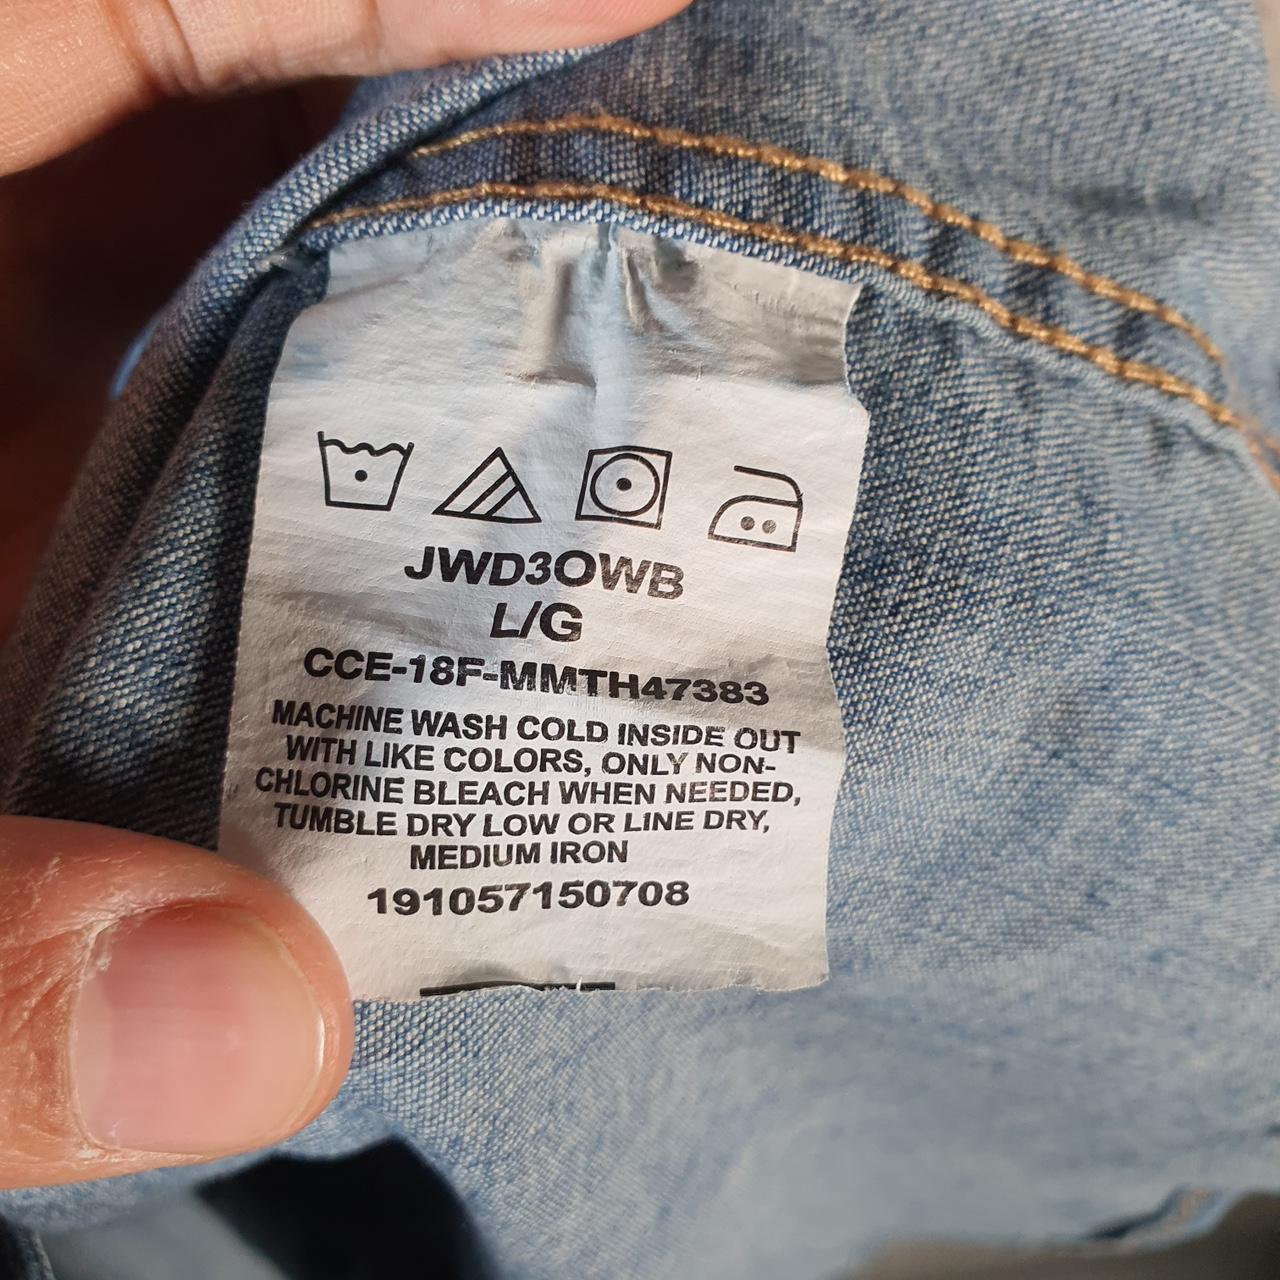 JWD3OWB
L/G
CCE-18F-MMTH47383
MACHINE WASH COLD INSIDE OUT
WITH LIKE COLORS, ONLY NON-
CHLORINE BLEACH WHEN NEEDED,
TUMBLE DRY LOW OR LINE DRY,
MEDIUM IRON
191057150708